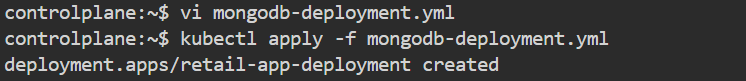 controlplane:~$ vi mongodb-deployment.yml
controlplane:~$ kubectl apply -f mongodb-deployment.yml
deployment.apps/retail-app-deployment created